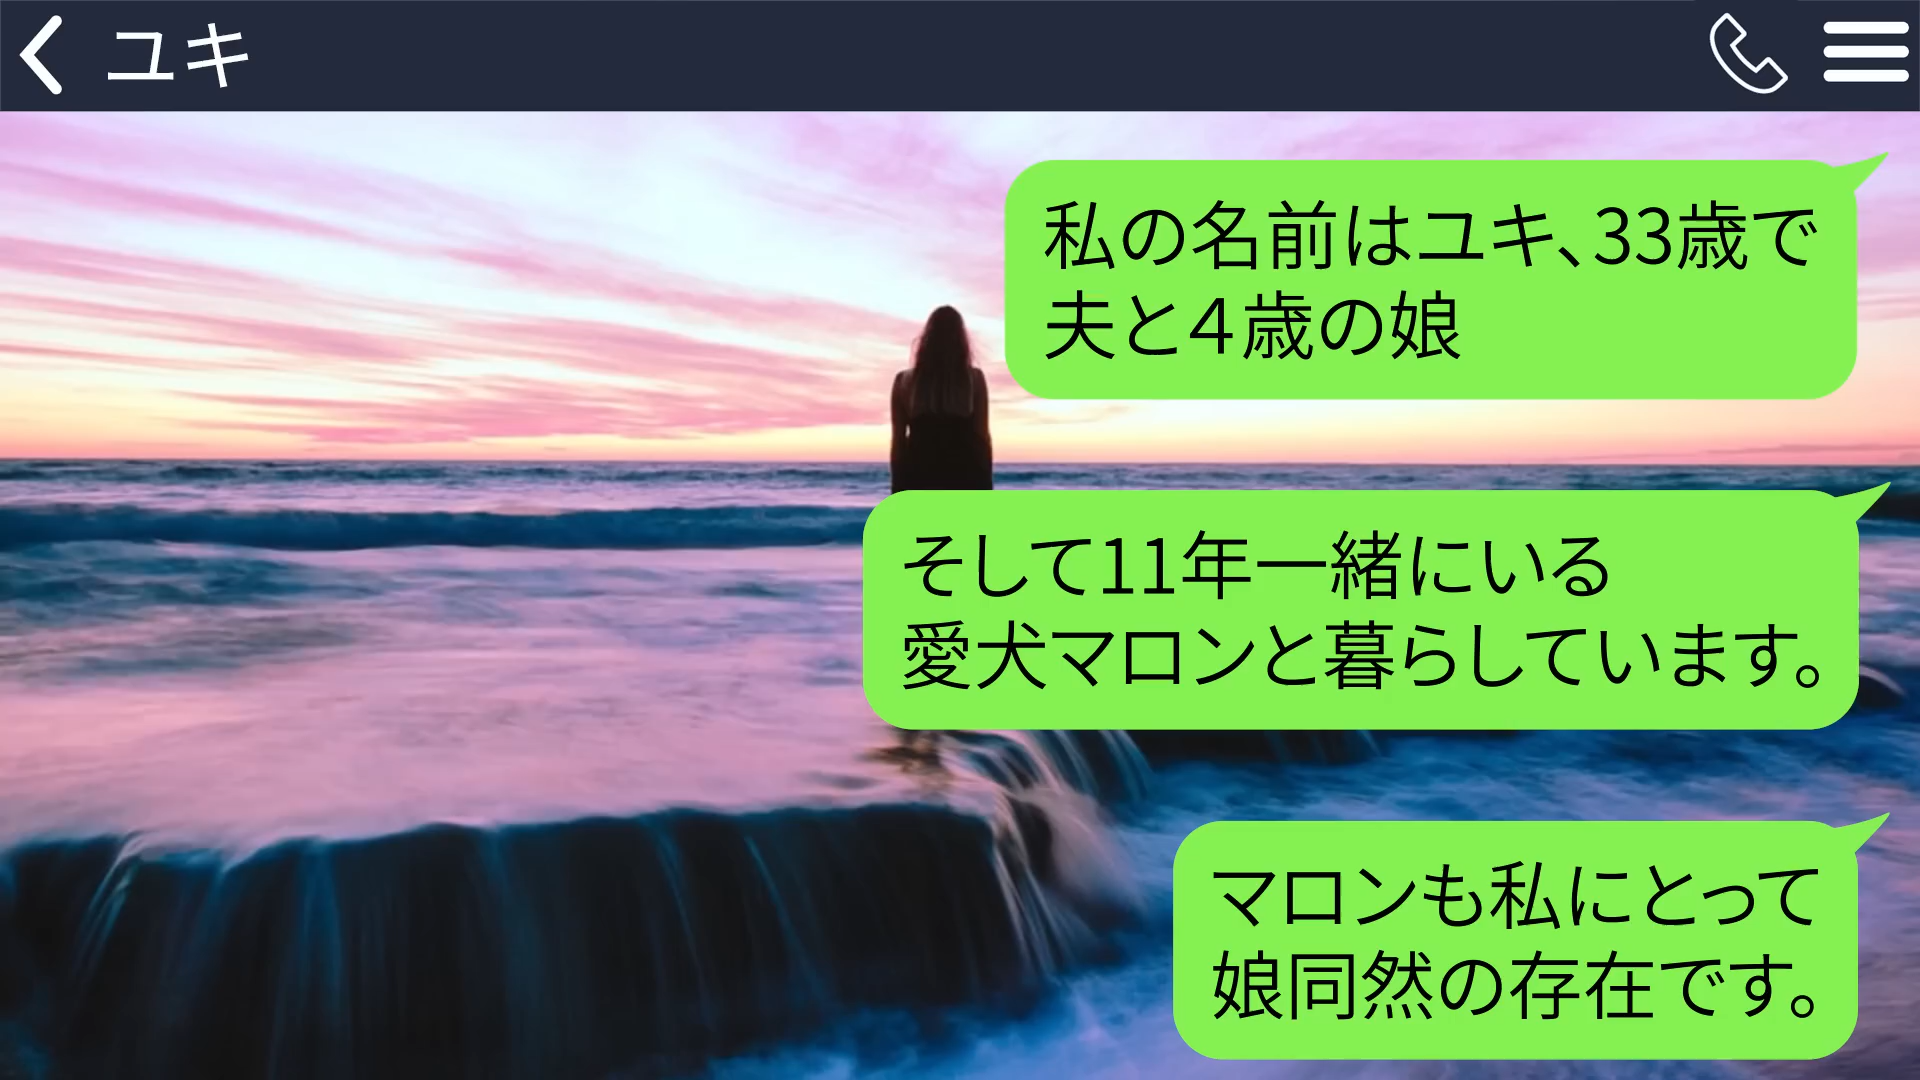 ユキ
私の名前はユキ、33歳で
夫と4歳の娘
そして11年一緒にいる
愛犬マロンと暮らしています。
マロンも私にとって
娘同然の存在です。